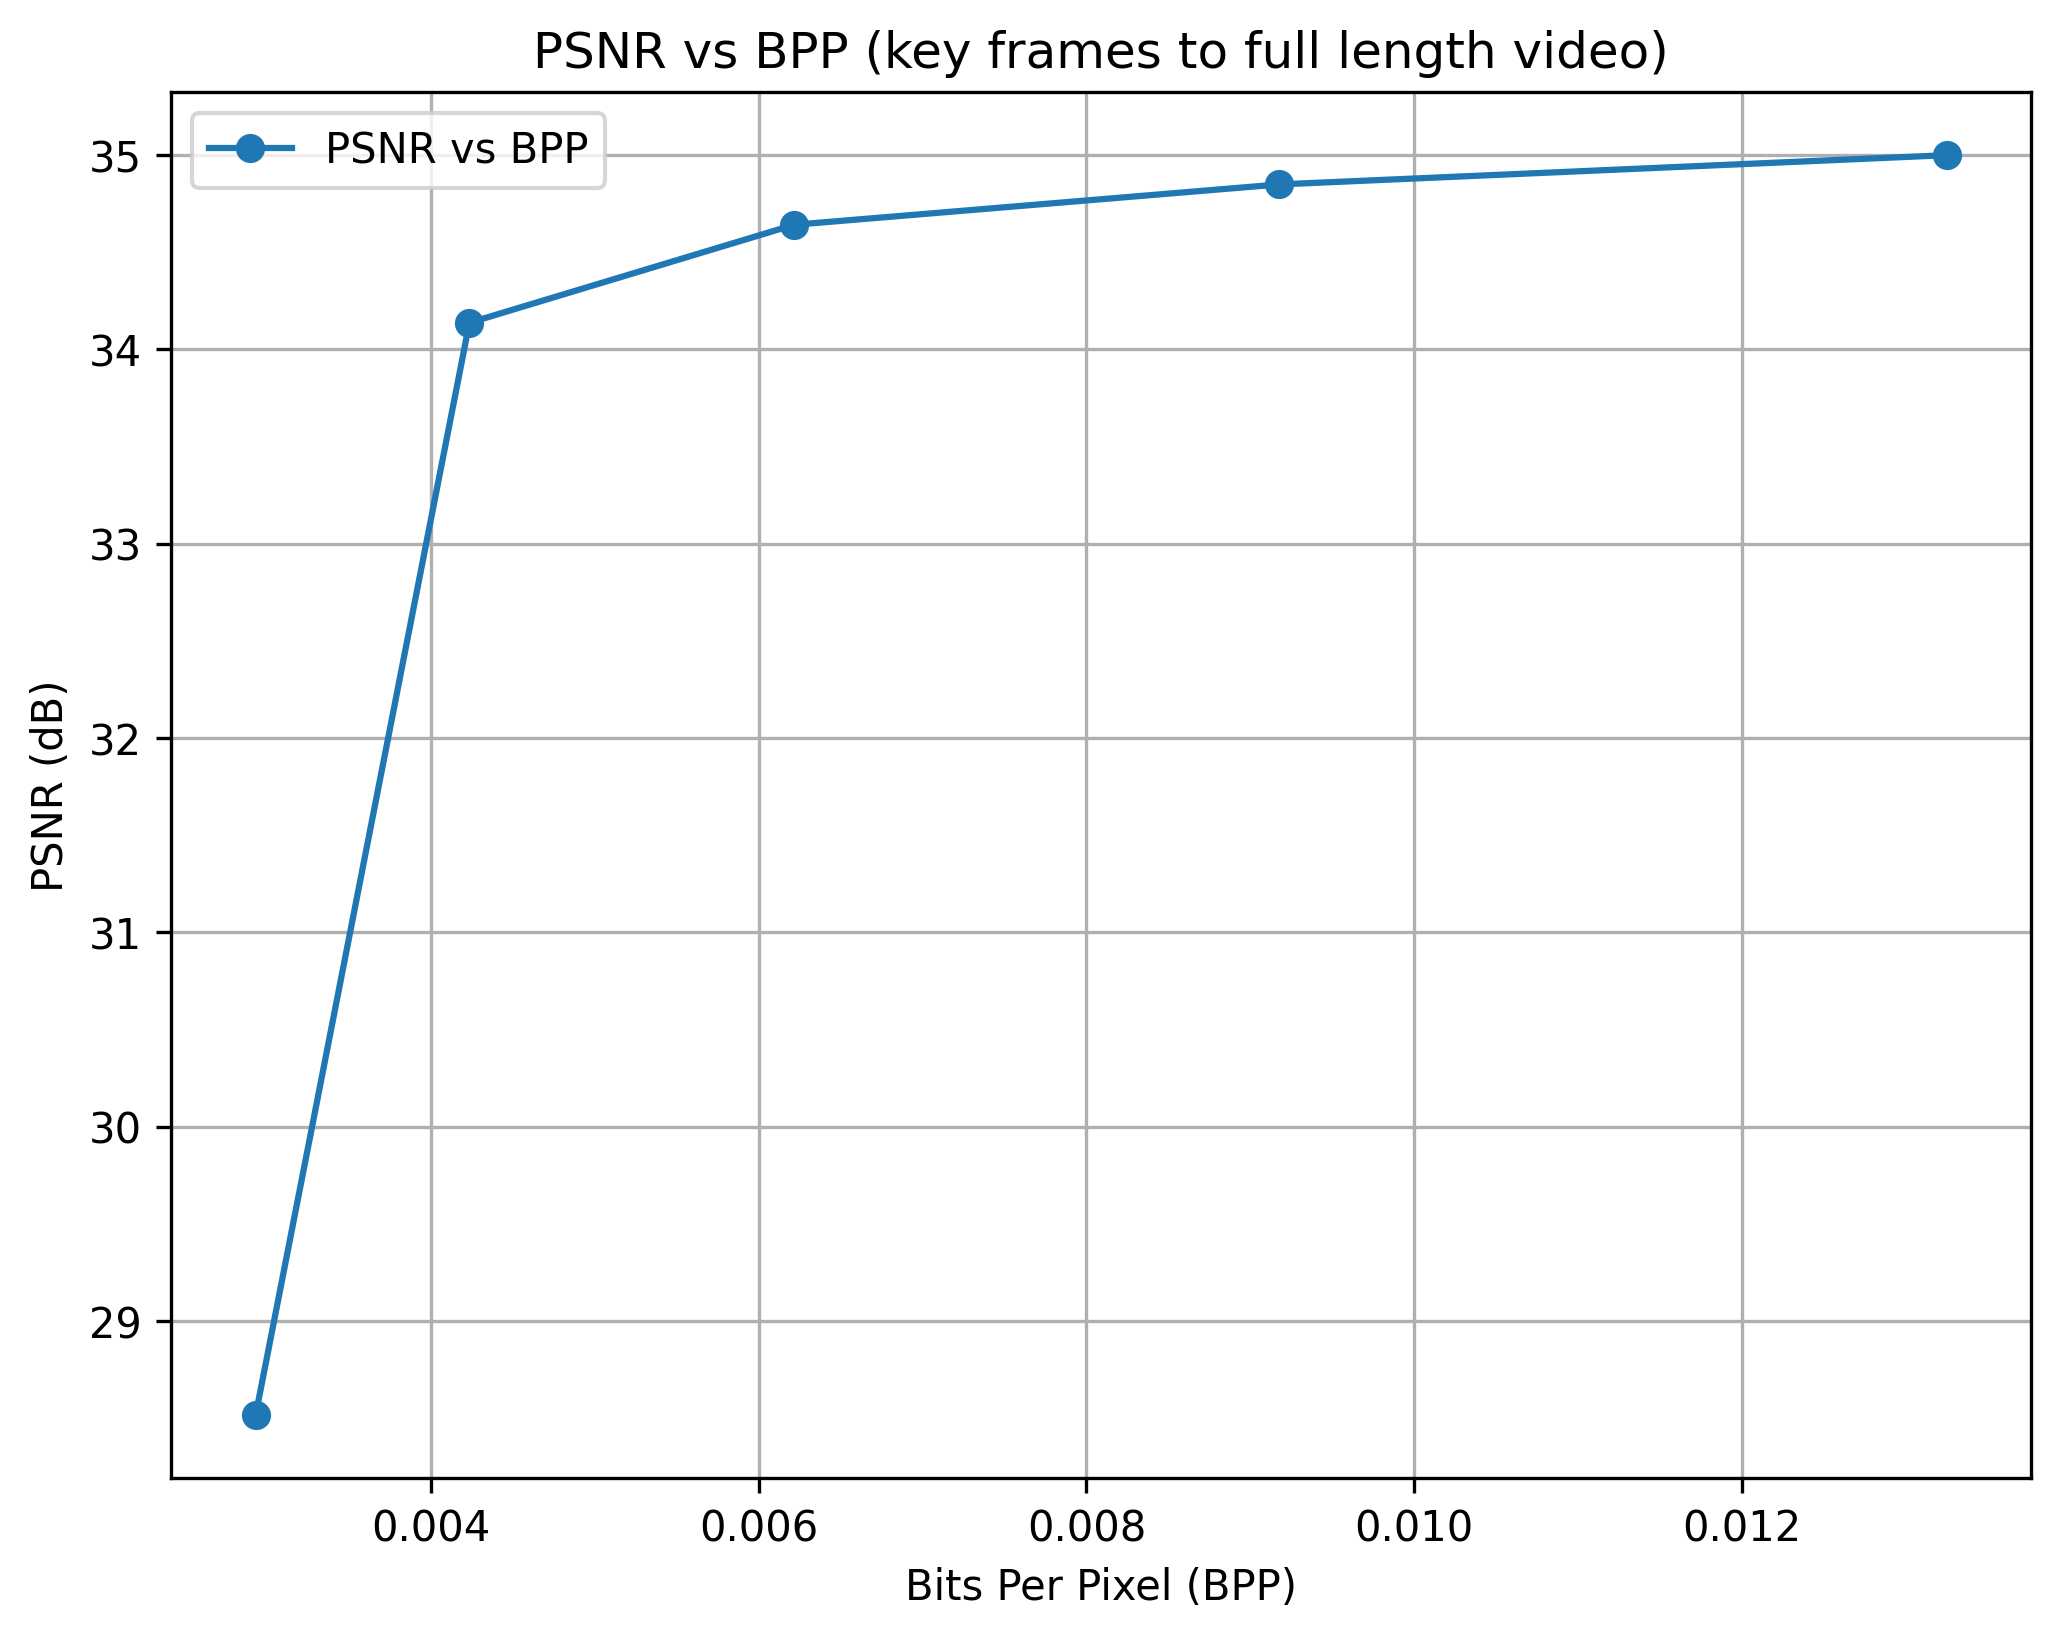 PSNR vs BPP (key frames to full length video)
PSNR vs BPP
35
34
33
32
31
30
29
PSNR (dB)
0.004 0.006 0.008 0.010 0.012
Bits Per Pixel (BPP)